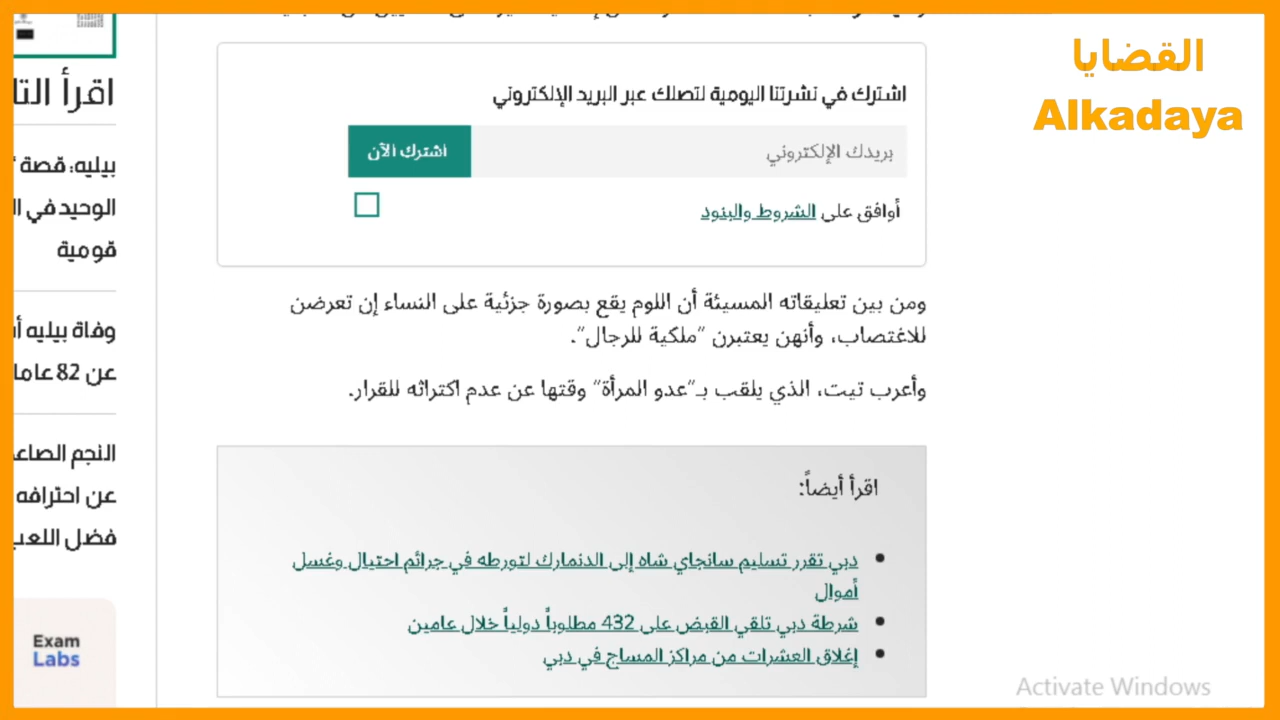 القضايا
Alkadaya
اشترك في نشرتنا اليومية لتصلك عبر البريد الإلكتروني
بريدك الإلكتروني
اشترك الآن
أوافق على الشروط والبنود
ومن بين تعليقاته المسيئة أن اللوم يقع بصورة جزئية على النساء إن تعرضن
للاغتصاب، وأنهن يعتبرن “ملكية للرجال”.
وأعرب تيت، الذي يلقب بـ“عدو المرأة” وقتها عن عدم اكتراثه للقرار.
اقرأ أيضاً:
دبي تقرر تسليم سانجاي شاه إلى الدنمارك لتورطه في جرائم احتيال وغسل
أموال
شرطة دبي تلقي القبض على 432 مطلوباً دولياً خلال عامين
إغلاق العشرات من مراكز المساج في دبي
اقرأ
بيليه: قصة
الوحيد في
قومية
وفاة بيليه
عن 82 عاما
النجم
عن احترافه
فضل
Exam
Labs
Activate Windows